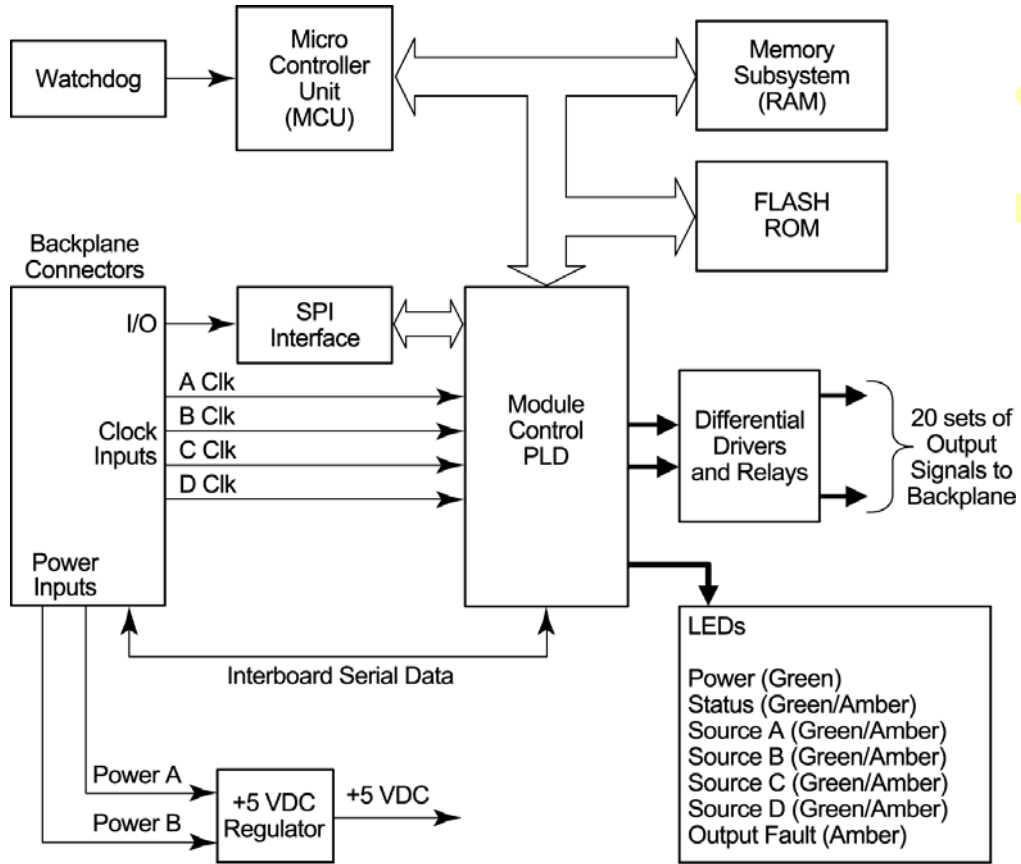 Watchdog
Micro
Controller
Unit
(MCU)
Memory
Subsystem
(RAM)
FLASH
ROM
Backplane
Connectors
I/O
SPI
Interface
A Clk
B Clk
C Clk
D Clk
Clock
Inputs
Module
Control
PLD
Differential
Drivers
and Relays
20 sets of
Output
Signals to
Backplane
Power
Inputs
Interboard Serial Data
LEDs
Power (Green)
Status (Green/Amber)
Source A (Green/Amber)
Source B (Green/Amber)
Source C (Green/Amber)
Source D (Green/Amber)
Output Fault (Amber)
Power A
Power B
+5 VDC
Regulator
+5 VDC